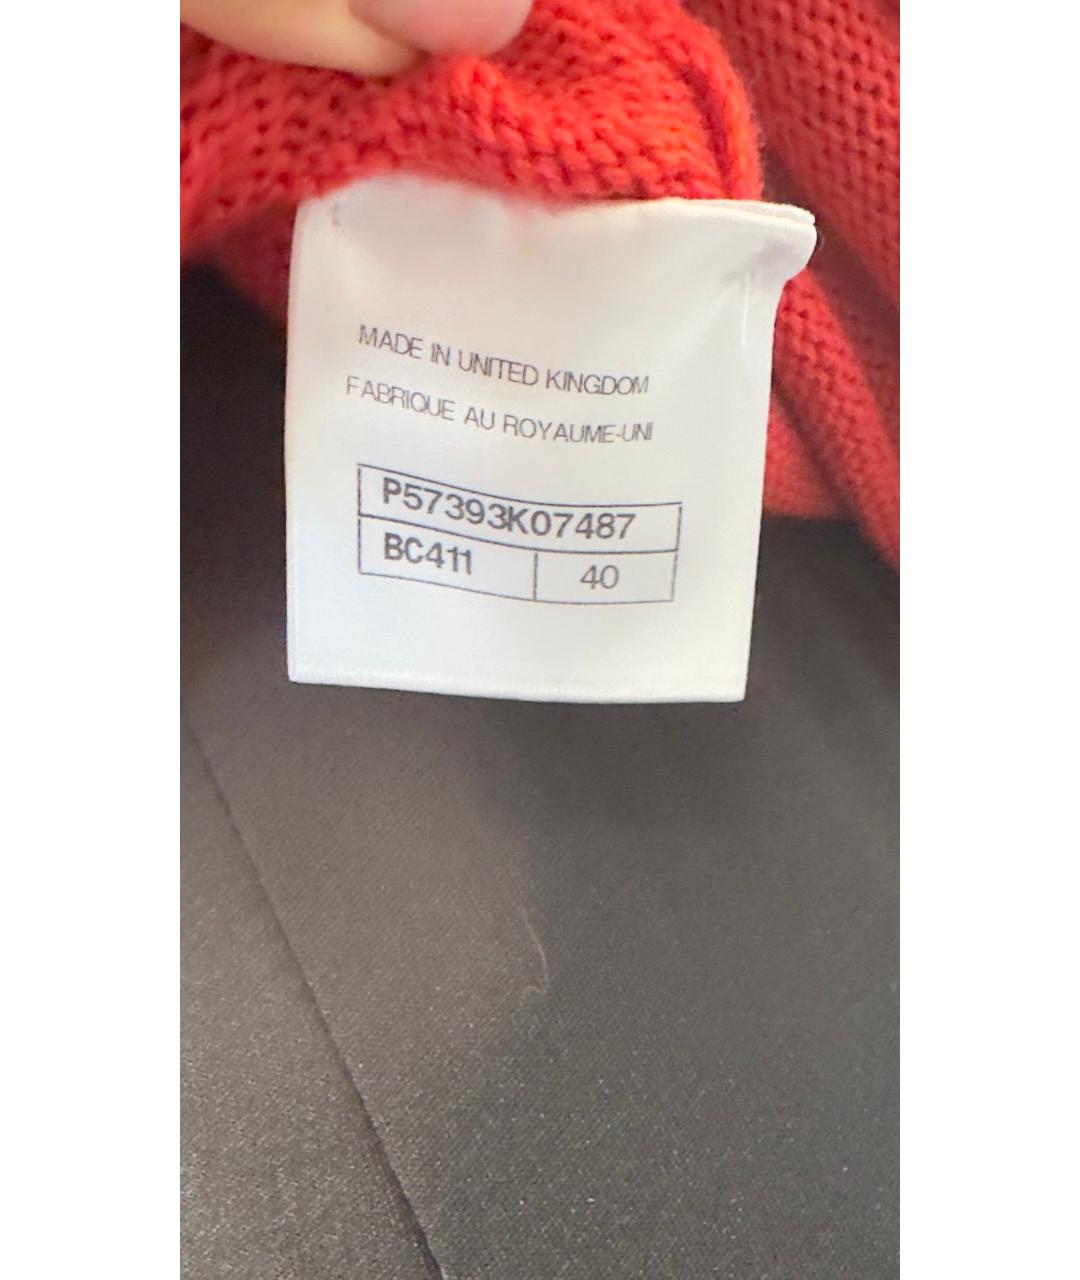 MADE IN UNITED KINGDOM
FABRIQUE AU ROYAUME-UNI
P57393K07487
BC411 40